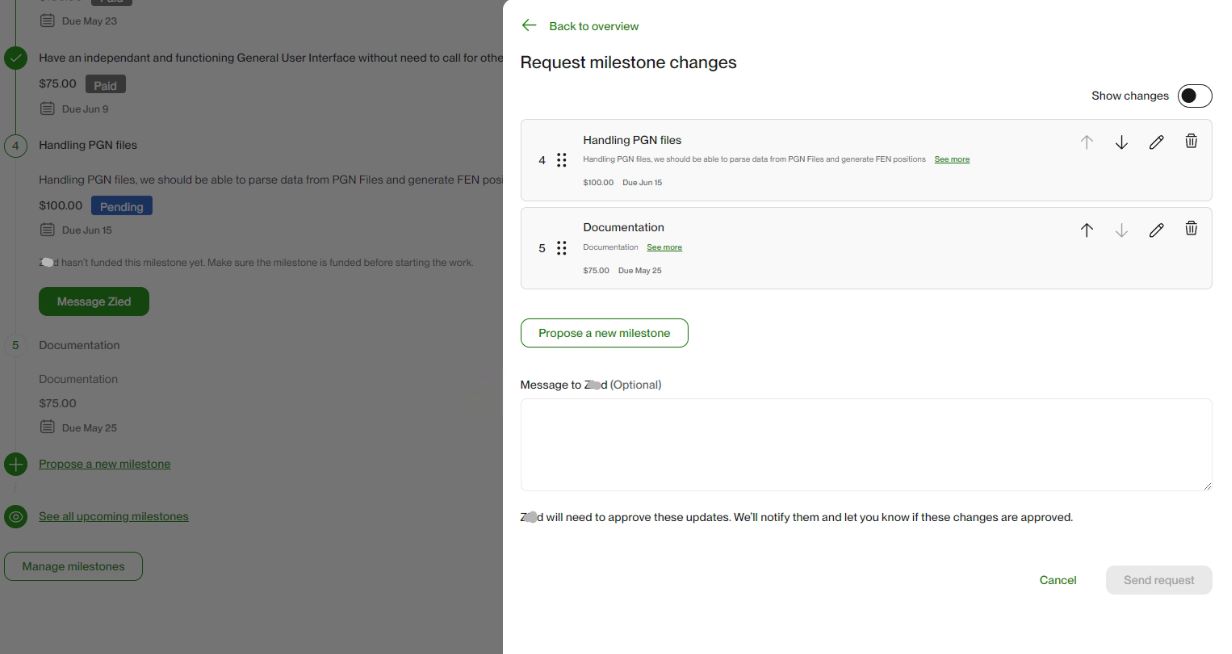 Paid
Due May 23
Have an independant and functioning General User Interface without need to call for othe
$75.00 Paid
Due Jun 9
4 Handling PGN files
Handling PGN files, we should be able to parse data from PGN Files and generate FEN posi
$100.00 Pending
Due Jun 15
hasn't funded this milestone yet. Make sure the milestone is funded before starting the work.
Message Zied
5 Documentation
Documentation
$75.00
Due May 25
Propose a new milestone
See all upcoming milestones
Manage milestones
Back to overview
Request milestone changes
Show changes
4 Handling PGN files
Handling PGN files, we should be able to parse data from PGN Files and generate FEN positions See more
$100.00 Due Jun 15
5 Documentation
Documentation See more
$75.00 Due May 25
Propose a new milestone
Message to (Optional)
will need to approve these updates. We'll notify them and let you know if these changes are approved.
Cancel Send request